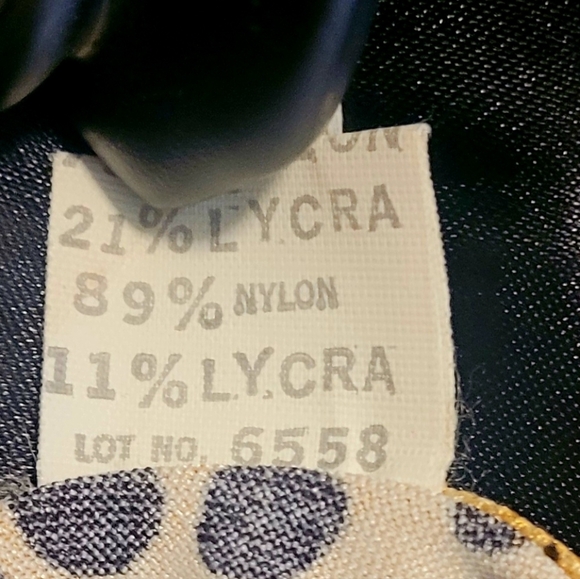 21% LYCRA
89% NYLON
11% LYCRA
LOT NO. 6558